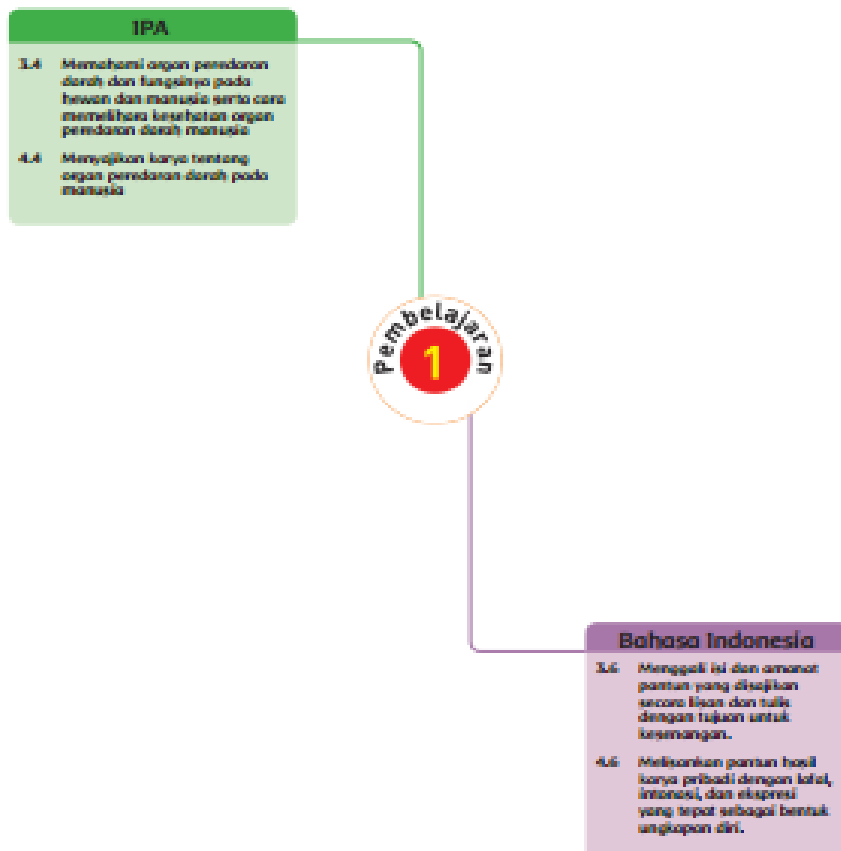 IPA
3.4 Memahami organ peredaran
darah dan fungsinya pada
hewan dan manusia serta cara
memelihara kesehatan organ
peredaran darah manusia
4.4 Menyajikan karya tentang
organ peredaran darah pada
manusia
Pembelajaran
1
Bahasa Indonesia
3.6 Menggali isi dan amanat
pantun yang disajikan
secara lisan dan tulis
dengan tujuan untuk
kesenangan.
4.6 Melisankan pantun hasil
karya pribadi dengan lafal,
intonasi, dan ekspresi
yang tepat sebagai bentuk
ungkapan diri.